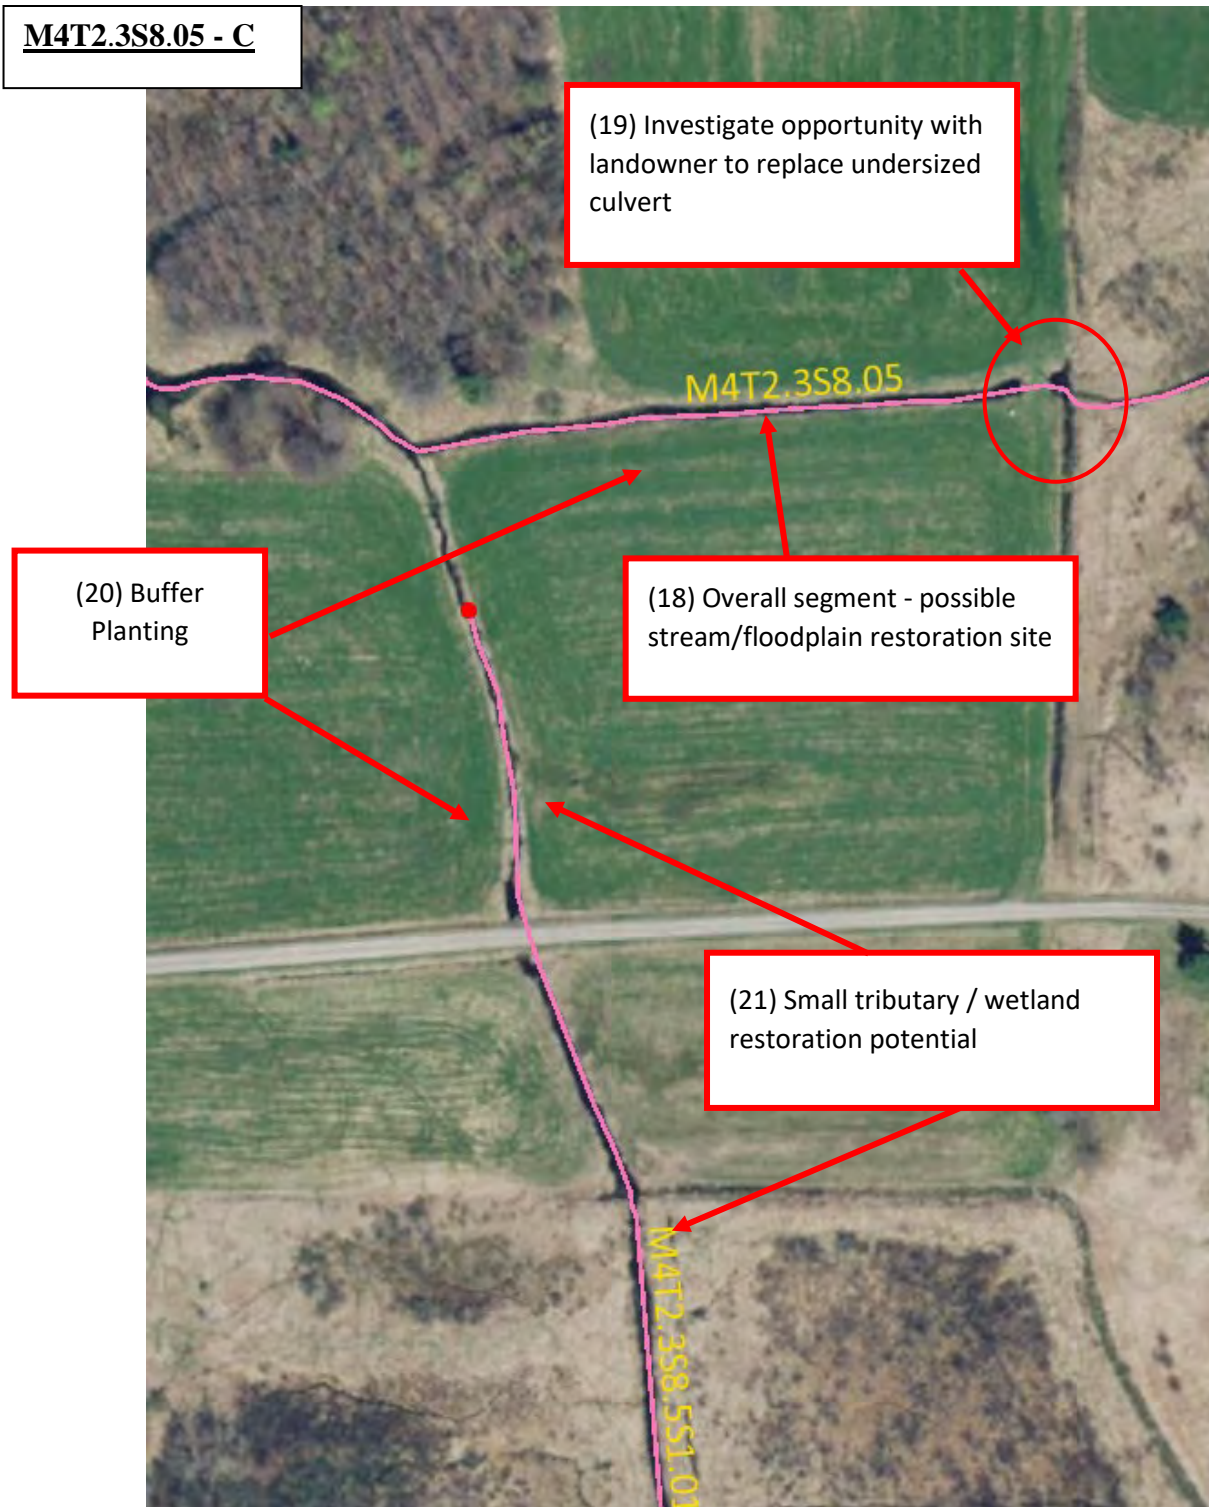 M4T2.3S8.05 - C
(19) Investigate opportunity with
landowner to replace undersized
culvert
M4T2.3S8.05
(20) Buffer
Planting
(18) Overall segment - possible
stream/floodplain restoration site
(21) Small tributary / wetland
restoration potential
M4T2.3S8.5S1.01